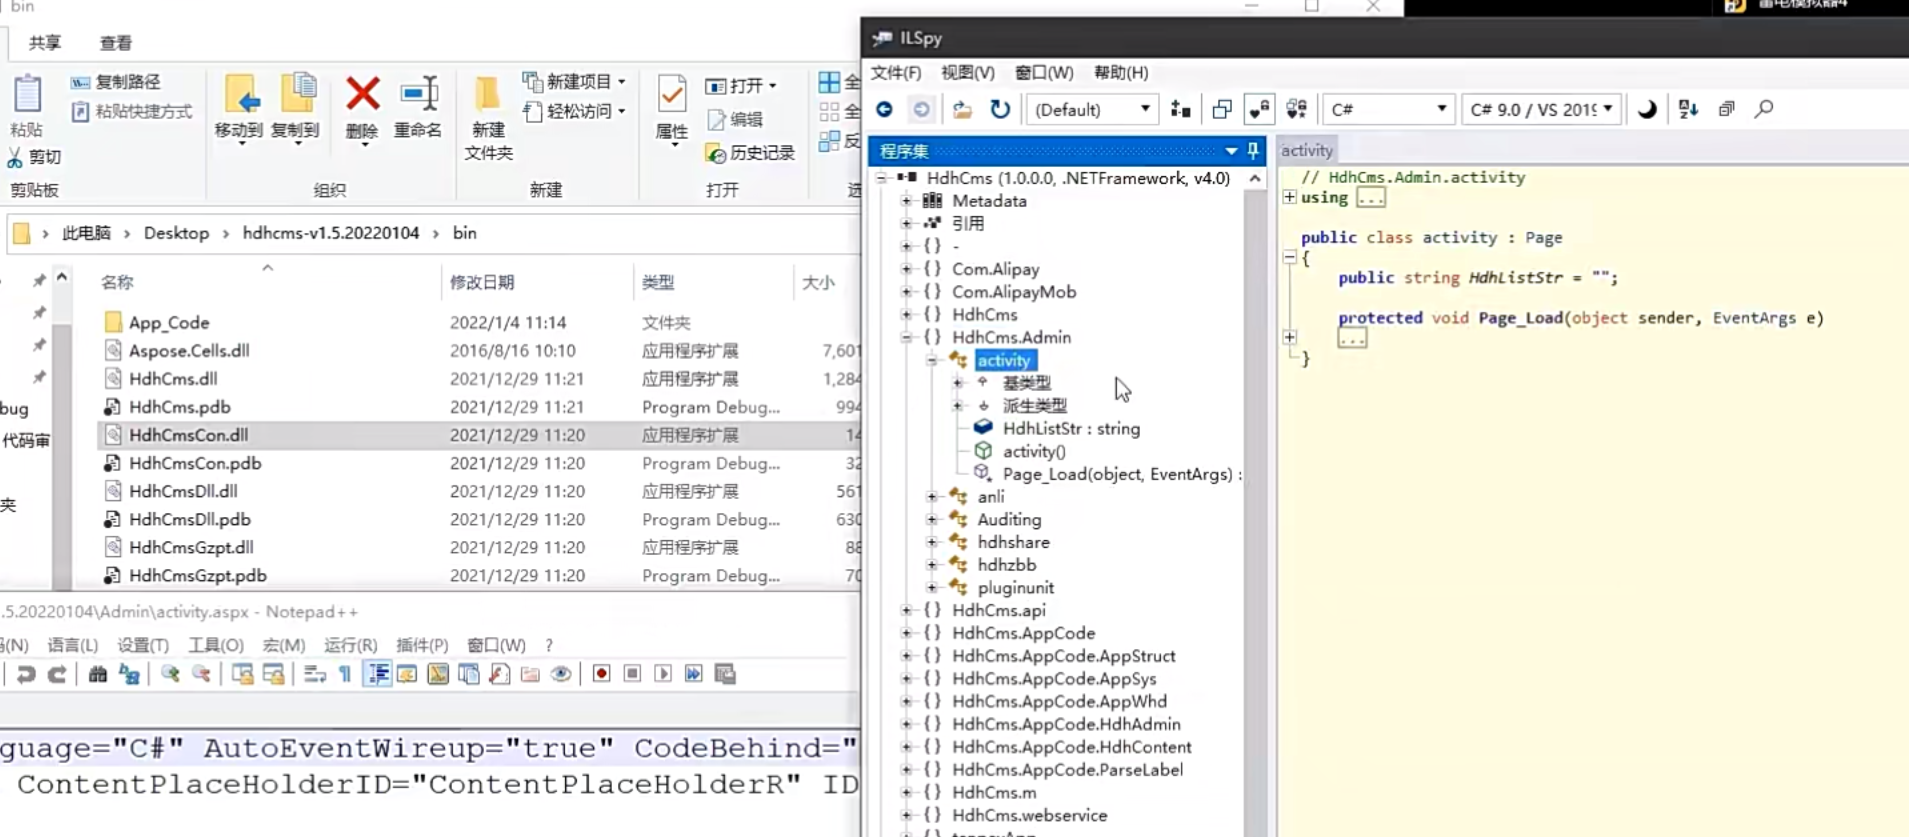 bin
共享 查看
复制路径
粘贴快捷方式
粘贴
剪切
剪贴板
移动到 复制到 删除 重命名
组织
新建
文件夹
新建项目
轻松访问
新建
属性
打开
编辑
历史记录
打开
全
全
反
此电脑 > Desktop > hdhcms-v1.5.20220104 > bin
名称 修改日期 类型 大小
App_Code 2022/1/4 11:14 文件夹
Aspose.Cells.dll 2016/8/16 10:10 应用程序扩展 7,601
HdhCms.dll 2021/12/29 11:21 应用程序扩展 1,284
HdhCms.pdb 2021/12/29 11:21 Program Debug... 994
HdhCmsCon.dll 2021/12/29 11:20 应用程序扩展 14
HdhCmsCon.pdb 2021/12/29 11:20 Program Debug... 32
HdhCmsDll.dll 2021/12/29 11:20 应用程序扩展 561
HdhCmsDll.pdb 2021/12/29 11:20 Program Debug... 630
HdhCmsGzpt.dll 2021/12/29 11:20 应用程序扩展 88
HdhCmsGzpt.pdb 2021/12/29 11:20 Program Debug... 70
bug
代码审
夹
.5.20220104\Admin\activity.aspx - Notepad++
(N) 语言(L) 设置(T) 工具(O) 宏(M) 运行(R) 插件(P) 窗口(W) ?
guage="C#" AutoEventWireup="true" CodeBehind="
ContentPlaceHolderID="ContentPlaceHolderR" ID
ILSpy
文件(F) 视图(V) 窗口(W) 帮助(H)
(Default) C# C# 9.0 / VS 2019
程序集
HdhCms (1.0.0.0, .NETFramework, v4.0)
Metadata
引用
{ } -
{ } Com.Alipay
{ } Com.AlipayMob
{ } HdhCms
{ } HdhCms.Admin
activity
基类型
派生类型
HdhListStr : string
activity()
Page_Load(object, EventArgs) :
anli
Auditing
hdhshare
hdhzbb
pluginunit
{ } HdhCms.api
{ } HdhCms.AppCode
{ } HdhCms.AppCode.AppStruct
{ } HdhCms.AppCode.AppSys
{ } HdhCms.AppCode.AppWhd
{ } HdhCms.AppCode.HdhAdmin
{ } HdhCms.AppCode.HdhContent
{ } HdhCms.AppCode.ParseLabel
{ } HdhCms.m
{ } HdhCms.webservice
activity
// HdhCms.Admin.activity
using ...
public class activity : Page
{
public string HdhListStr = "";
protected void Page_Load(object sender, EventArgs e)
...
}